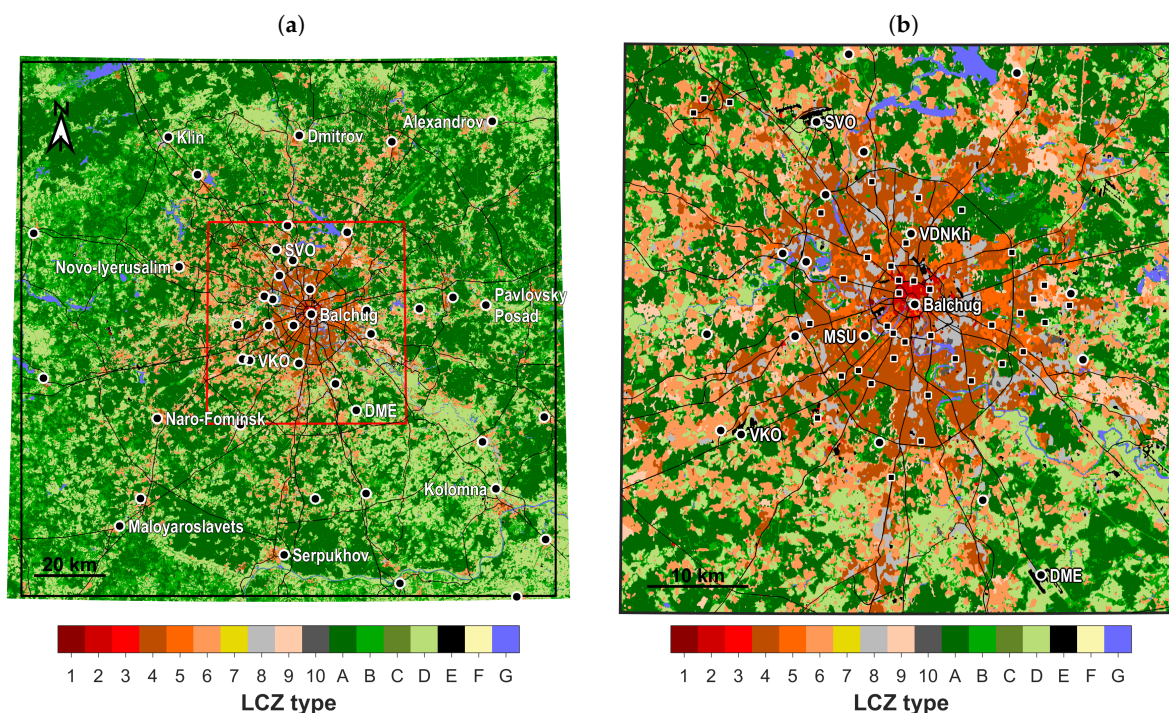 (a)
(b)
N
Klin
Dmitrov
Alexandrov
SVO
Novo-Iyerusalim
Pavlovsky
Posad
Balchug
VKO
DME
Naro-Fominsk
Kolomna
Maloyaroslavets
Serpukhov
20 km
SVO
VDNKh
Balchug
MSU
VKO
DME
10 km
1 2 3 4 5 6 7 8 9 10 A B C D E F G
LCZ type
1 2 3 4 5 6 7 8 9 10 A B C D E F G
LCZ type